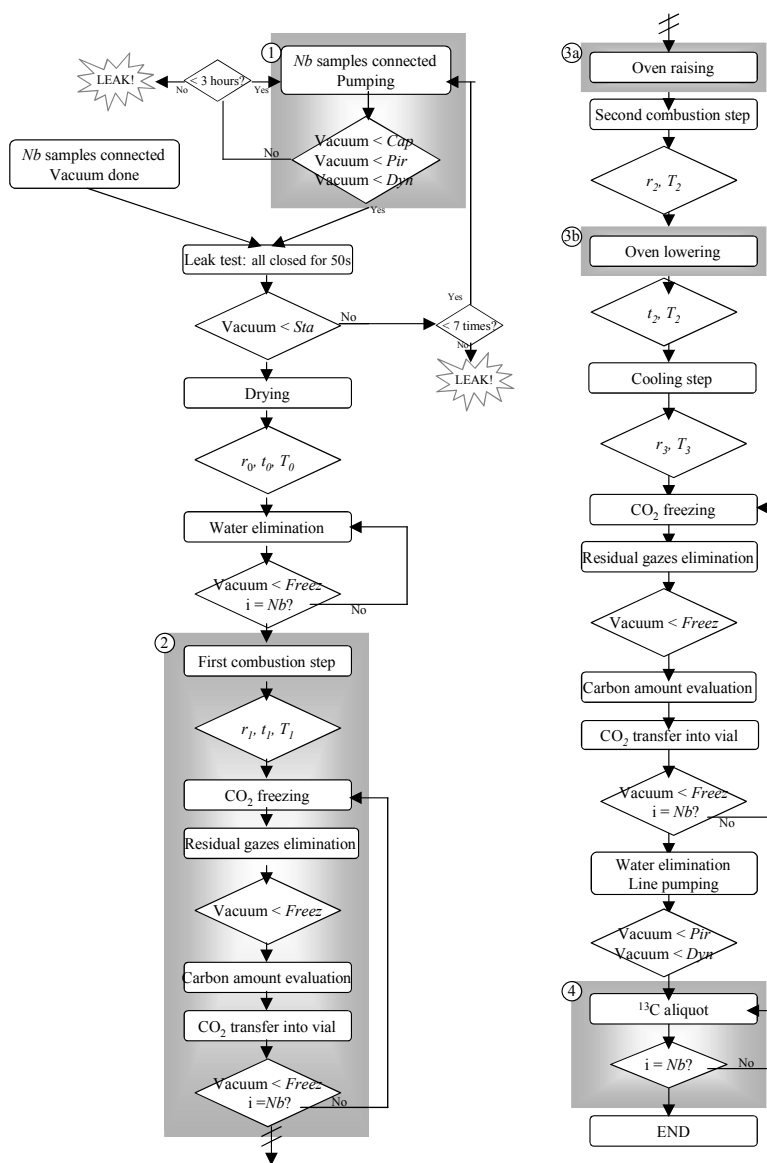 1
Nb samples connected
Pumping
LEAK!
< 3 hours?
No
Yes
Vacuum < Cap
Vacuum < Pir
Vacuum < Dyn
No
Yes
Nb samples connected
Vacuum done
Leak test: all closed for 50s
Vacuum < Sta
No
Yes
< 7 times?
No
LEAK!
Drying
r0, t0, T0
Water elimination
Vacuum < Freez
i = Nb?
No
2
First combustion step
r1, t1, T1
CO2 freezing
Residual gazes elimination
Vacuum < Freez
Carbon amount evaluation
CO2 transfer into vial
Vacuum < Freez
i =Nb?
No
3a
Oven raising
Second combustion step
r2, T2
3b
Oven lowering
t2, T2
Cooling step
r3, T3
CO2 freezing
Residual gazes elimination
Vacuum < Freez
Carbon amount evaluation
CO2 transfer into vial
Vacuum < Freez
i = Nb?
No
Water elimination
Line pumping
Vacuum < Pir
Vacuum < Dyn
4
13C aliquot
i = Nb?
No
END